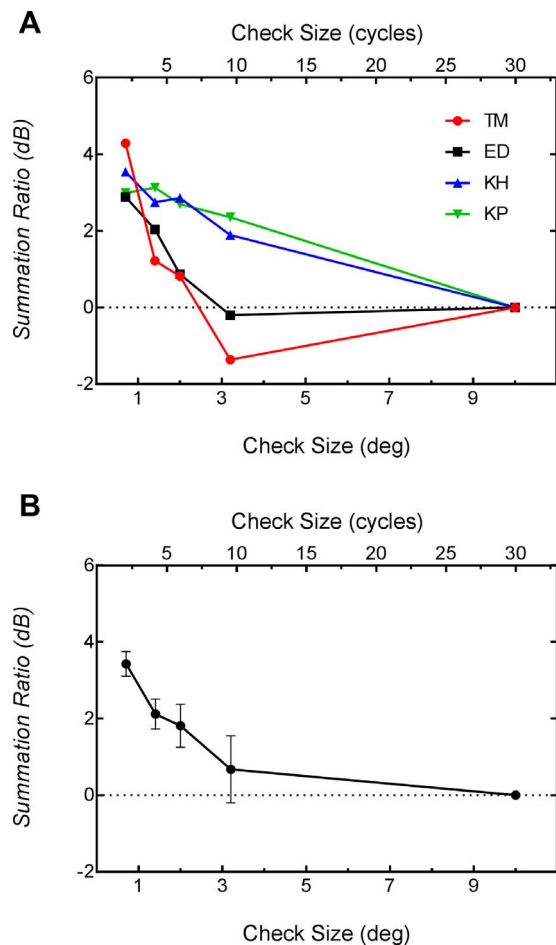 A
Check Size (cycles)
5 10 15 20 25 30
6
4
2
0
-2
Summation Ratio (dB)
TM
ED
KH
KP
1 3 5 7 9
Check Size (deg)
B
Check Size (cycles)
5 10 15 20 25 30
6
4
2
0
-2
Summation Ratio (dB)
1 3 5 7 9
Check Size (deg)